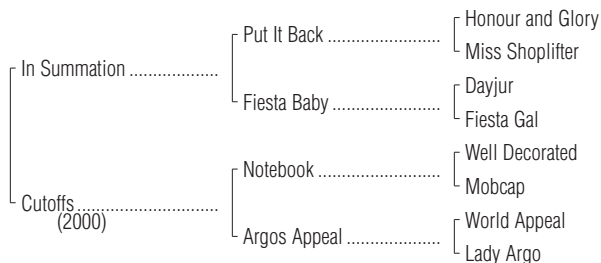 Honour and Glory
Put It Back ........................
Miss Shoplifter
In Summation ...................
Dayjur
Fiesta Baby .......................
Fiesta Gal
Well Decorated
Notebook ..........................
Mobcap
Cutoffs ..............................
(2000)
World Appeal
Argos Appeal ....................
Lady Argo